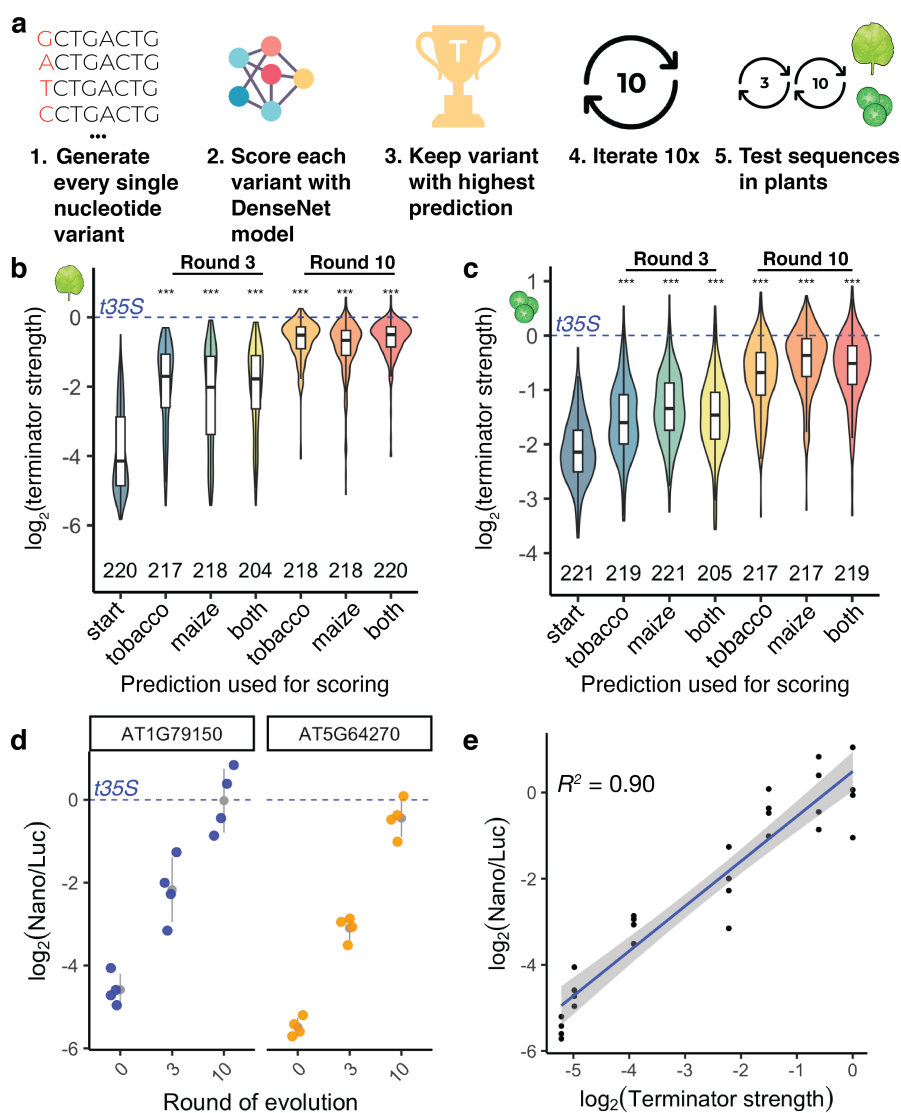 a
GCTGACTG
ACTGACTG
TCTGACTG
CCTGACTG
...
T
10
3
10
1. Generate every single nucleotide variant
2. Score each variant with DenseNet model
3. Keep variant with highest prediction
4. Iterate 10x
5. Test sequences in plants
b
Round 3
Round 10
*** *** *** *** *** ***
t35S
log2(terminator strength)
0
-2
-4
-6
220 217 218 204 218 218 220
start tobacco maize both tobacco maize both
Prediction used for scoring
c
Round 3
Round 10
*** *** *** *** *** ***
t35S
log2(terminator strength)
1
0
-1
-2
-3
-4
221 219 221 205 217 217 219
start tobacco maize both tobacco maize both
Prediction used for scoring
d
AT1G79150
AT5G64270
t35S
log2(Nano/Luc)
0
-2
-4
-6
0 3 10 0 3 10
Round of evolution
e
R² = 0.90
log2(Nano/Luc)
0
-2
-4
-6
-5 -4 -3 -2 -1 0
log2(Terminator strength)